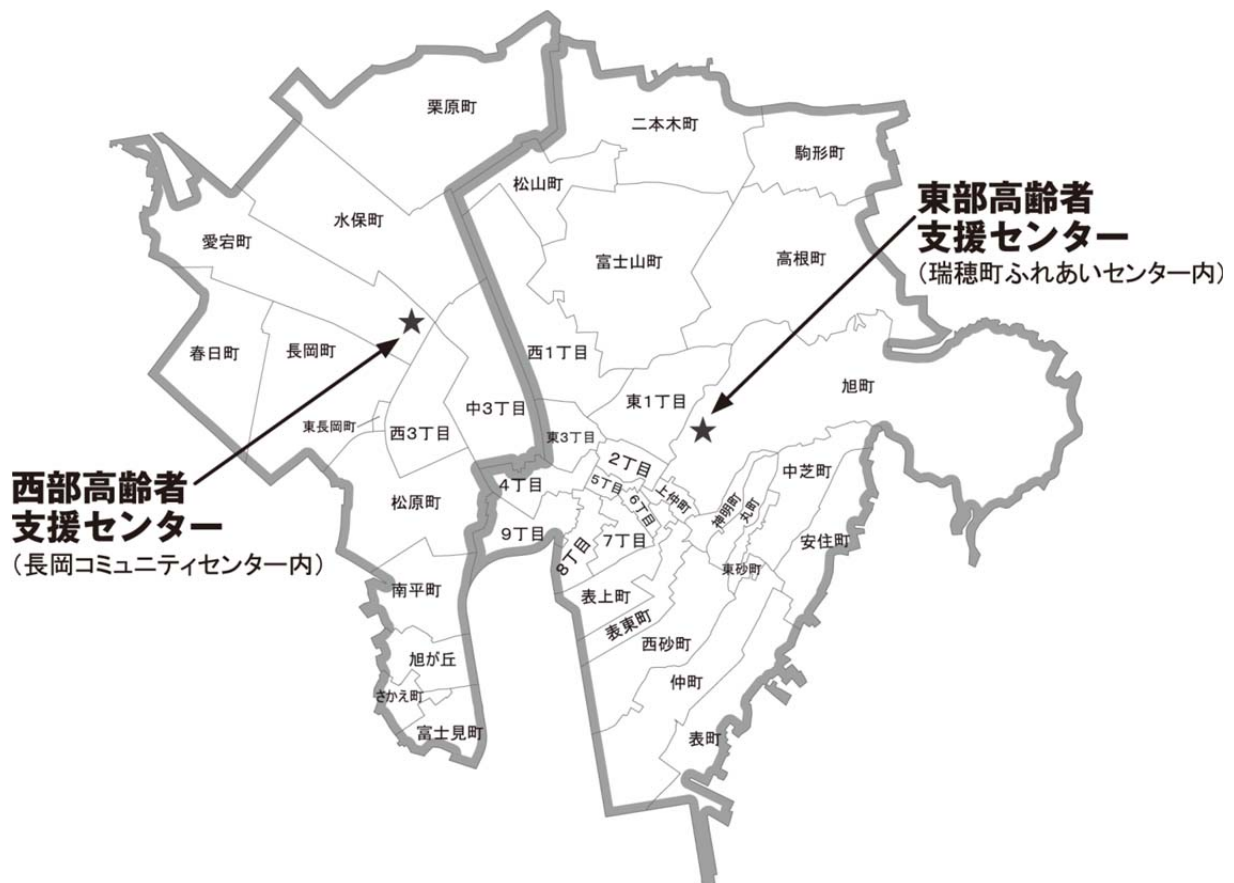 栗原町
二本木町
駒形町
松山町
東部高齢者
支援センター
(瑞穂町ふれあいセンター内)
水保町
愛宕町
富士山町
高根町
春日町
長岡町
西1丁目
旭町
東1丁目
中3丁目
東長岡町
西3丁目
東3丁目
2丁目
中芝町
西部高齢者
支援センター
(長岡コミュニティセンター内)
松原町
4丁目
5丁目
6丁目
上仲町
神明町
丸町
9丁目
8丁目
7丁目
安住町
東砂町
南平町
表上町
表東町
西砂町
旭が丘
さかえ町
仲町
富士見町
表町